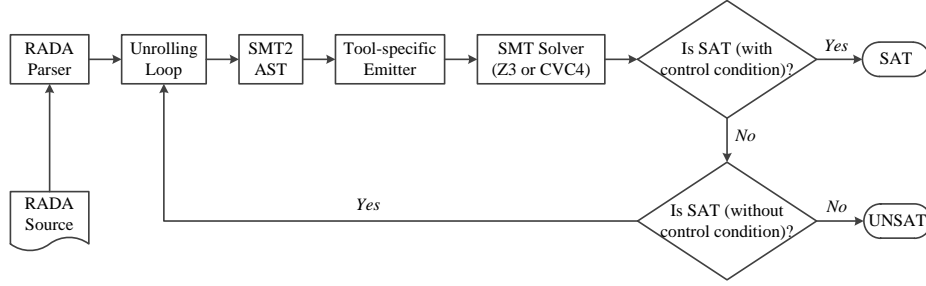 RADA
Parser
Unrolling
Loop
SMT2
AST
Tool-specific
Emitter
SMT Solver
(Z3 or CVC4)
Is SAT (with
control condition)?
Yes
SAT
No
RADA
Source
Yes
Is SAT (without
control condition)?
No
UNSAT